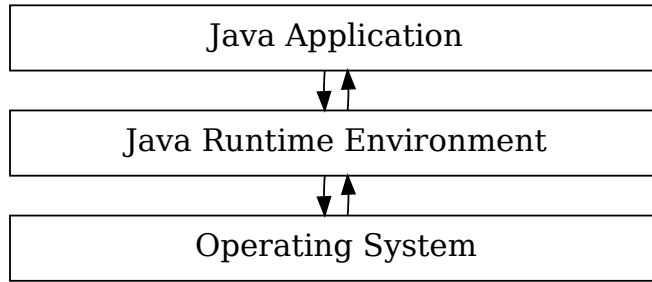 Java Application
Java Runtime Environment
Operating System